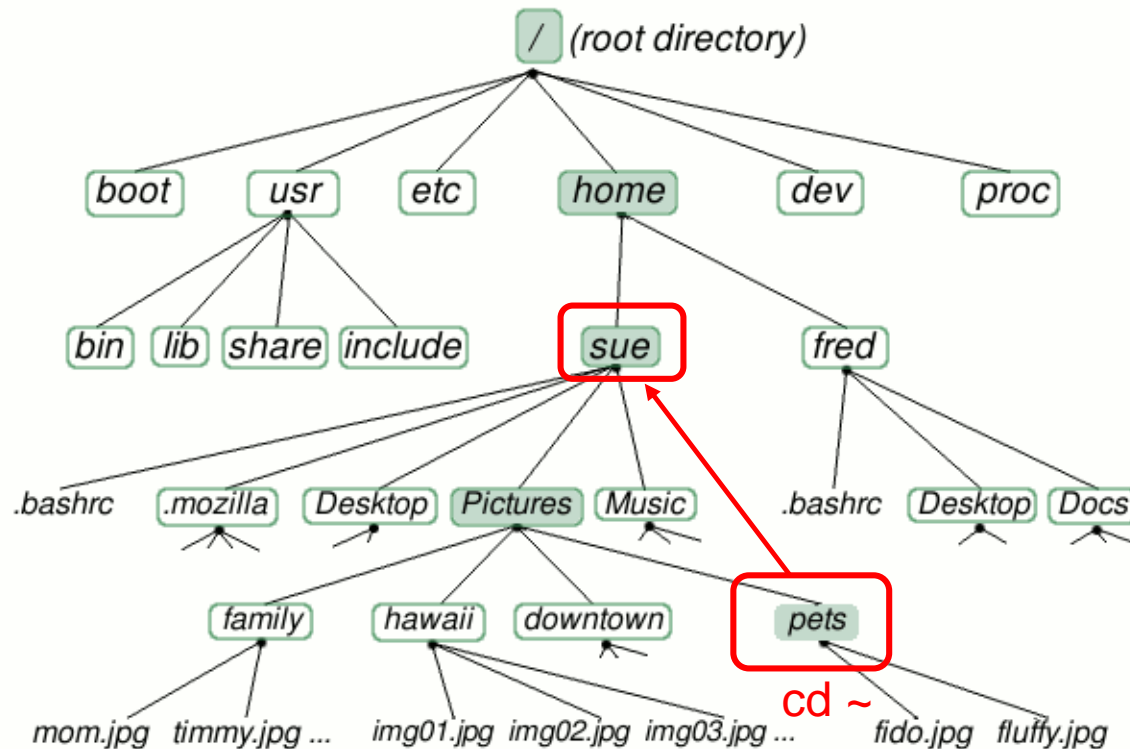 / (root directory)
boot usr etc home dev proc
bin lib share include sue fred
.bashrc .mozilla Desktop Pictures Music .bashrc Desktop Docs
family hawaii downtown pets
cd ~
mom.jpg timmy.jpg ... img01.jpg img02.jpg img03.jpg ... fido.jpg fluffy.jpg